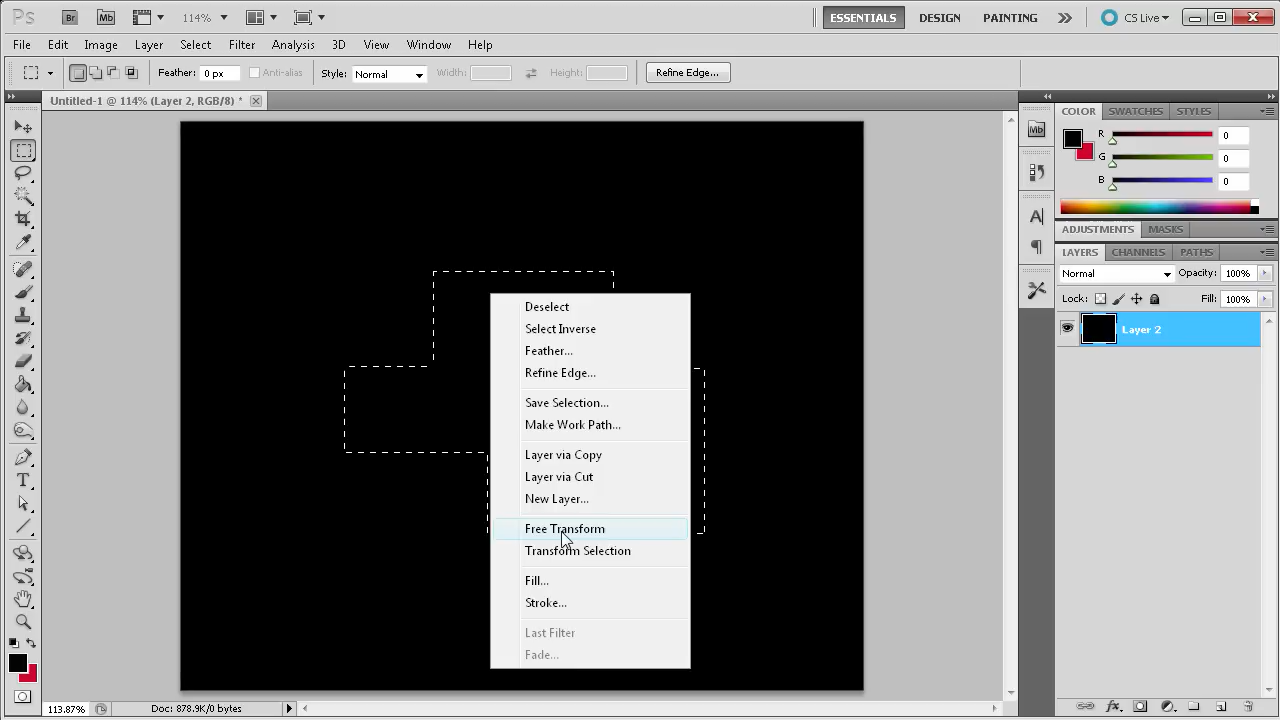 Ps Br Mb 114% ESSENTIALS DESIGN PAINTING CS Live
File Edit Image Layer Select Filter Analysis 3D View Window Help
Feather: 0 px Anti-alias Style: Normal Width: Height: Refine Edge...
Untitled-1 @ 114% (Layer 2, RGB/8) *
COLOR SWATCHES STYLES
Mb
R 0
G 0
B 0
A
ADJUSTMENTS MASKS
LAYERS CHANNELS PATHS
Normal Opacity: 100%
Lock: Fill: 100%
Layer 2
Deselect
Select Inverse
Feather...
Refine Edge...
Save Selection...
Make Work Path...
Layer via Copy
Layer via Cut
New Layer...
Free Transform
Transform Selection
Fill...
Stroke...
Last Filter
Fade...
T
113.87% Doc: 878.9K/0 bytes
fx